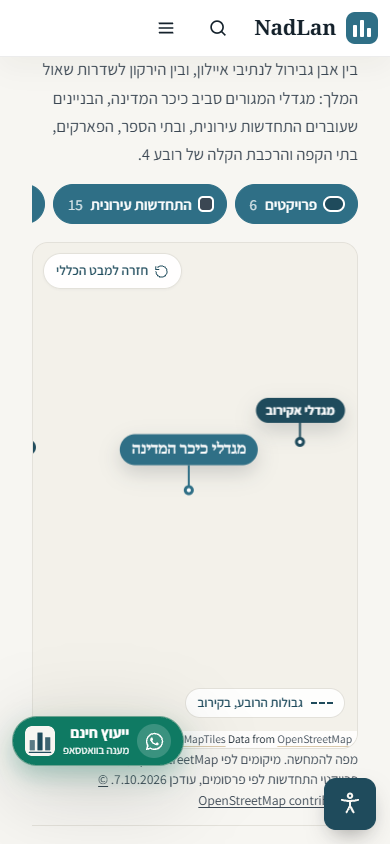 NadLan
בין אבן גבירול לנתיבי איילון, ובין הירקון לשדרות שאול
המלך: מגדלי המגורים סביב כיכר המדינה, הבניינים
שעוברים התחדשות עירונית, ובתי הספר, הפארקים,
בתי הקפה והרכבת הקלה של רובע 4.
פרויקטים 6
התחדשות עירונית 15
חזרה למבט הכללי
מגדלי אקירוב
מגדלי כיכר המדינה
גבולות הרובע, בקירוב
MapTiles Data from OpenStreetMap
ייעוץ חינם
מענה בוואטסאפ
מפה להמחשה. מיקומים לפי
התחדשות לפי פרסומים, עודכן 7.10.2026. ©
OpenStreetMap